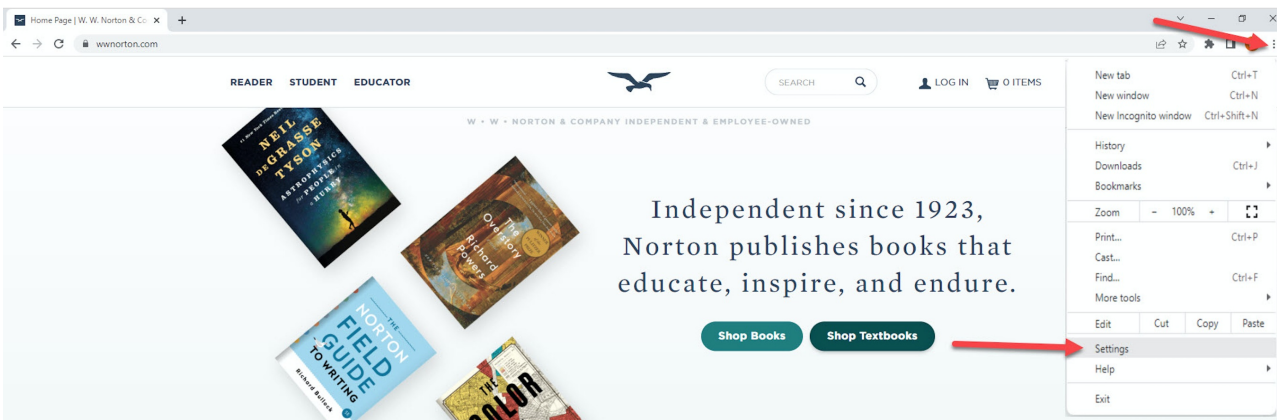 Home Page | W. W. Norton & Co
wwnorton.com
READER STUDENT EDUCATOR
SEARCH
LOG IN
0 ITEMS
W • W • NORTON & COMPANY INDEPENDENT & EMPLOYEE-OWNED
NEIL
DEGRASSE
TYSON
ASTROPHYSICS
for PEOPLE in
a HURRY
The
Overstory
Richard
Powers
THE
NORTON
FIELD
GUIDE
TO WRITING
Richard Bullock
THE
COLOR
Independent since 1923,
Norton publishes books that
educate, inspire, and endure.
Shop Books
Shop Textbooks
New tab Ctrl+T
New window Ctrl+N
New Incognito window Ctrl+Shift+N
History
Downloads Ctrl+J
Bookmarks
Zoom - 100% +
Print... Ctrl+P
Cast...
Find... Ctrl+F
More tools
Edit Cut Copy Paste
Settings
Help
Exit